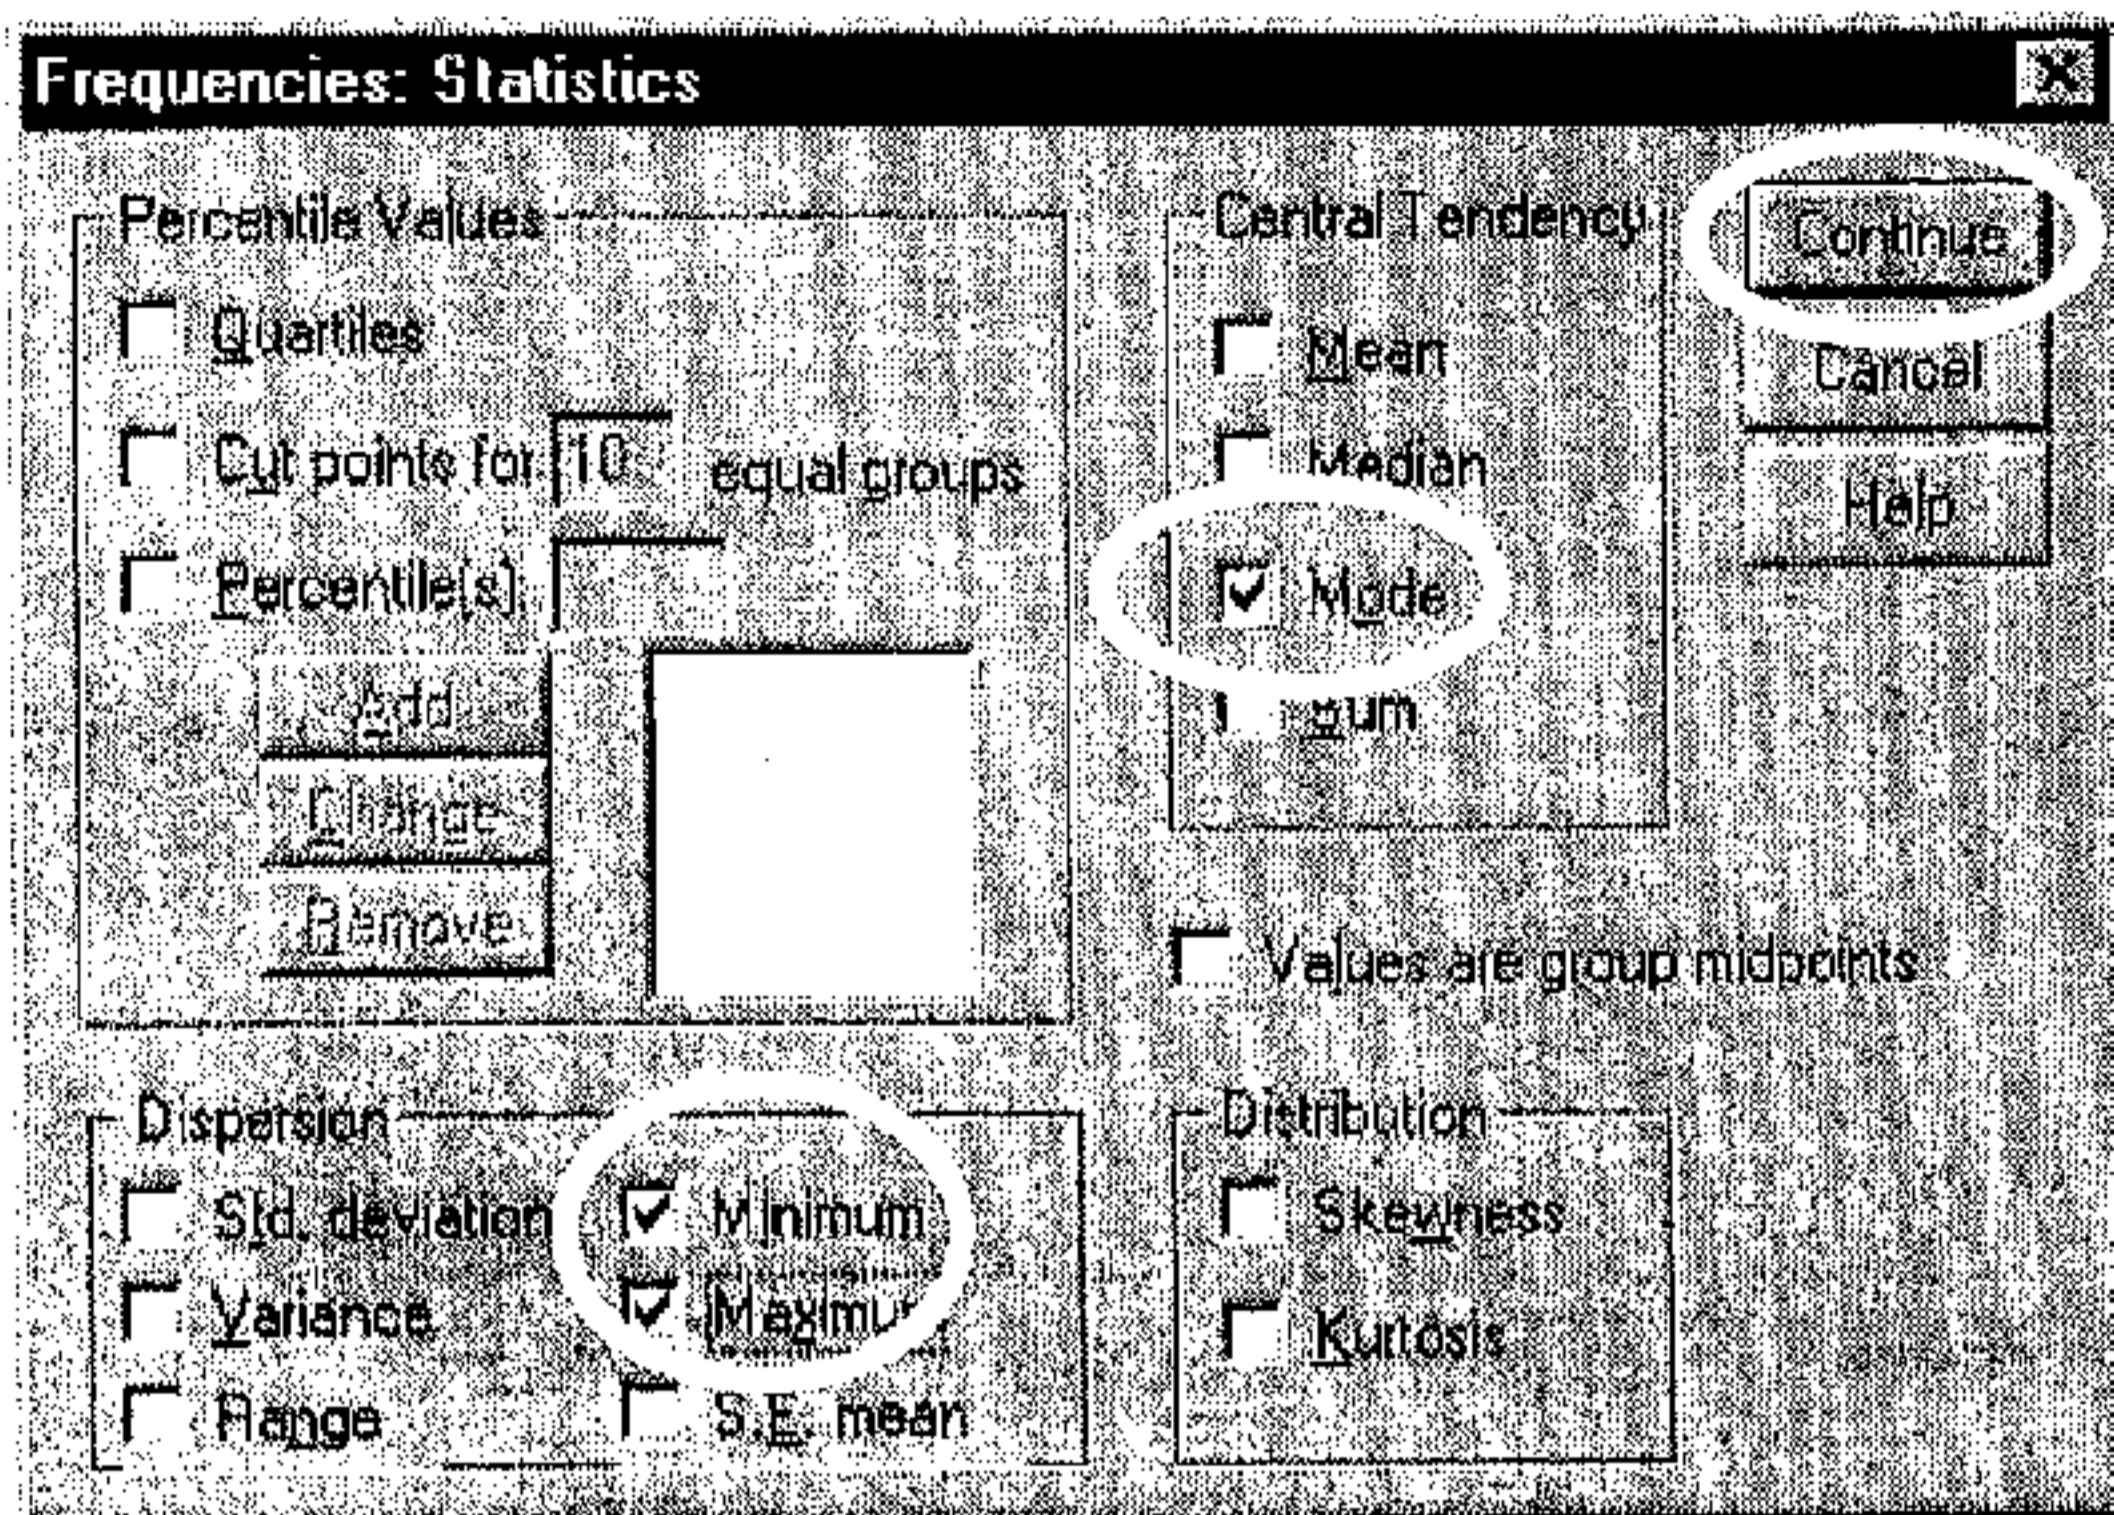 Frequencies: Statistics
Percentile Values
Quartiles
Cut points for 10 equal groups
Percentile(s)
Add
Change
Remove
Central Tendency
Mean
Median
Mode
Sum
Continue
Cancel
Help
Values are group midpoints
Dispersion
Std. deviation
Minimum
Variance
Maximum
Range
S.E. mean
Distribution
Skewness
Kurtosis